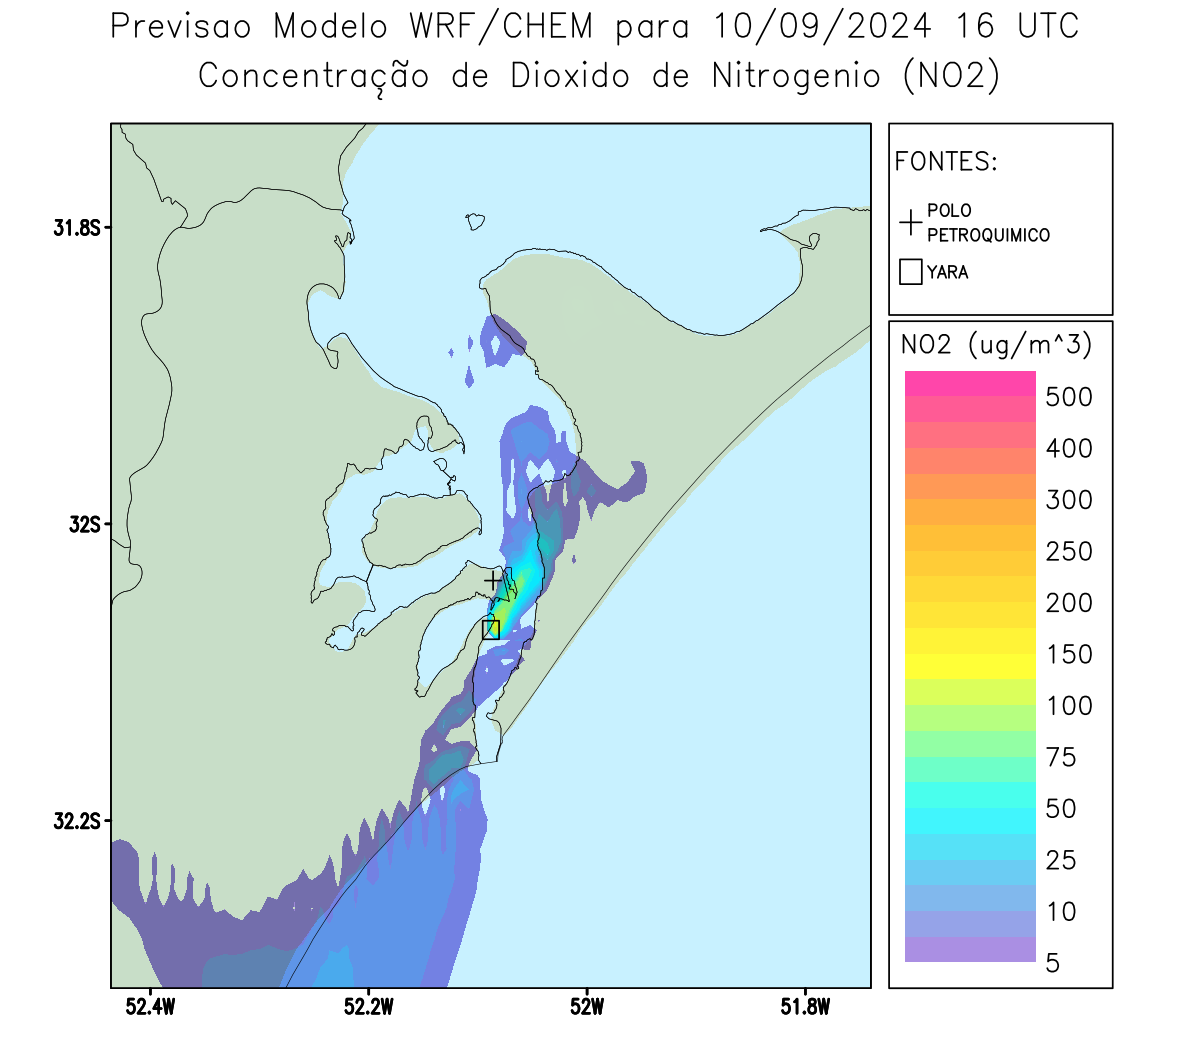 Previsao Modelo WRF/CHEM para 10/09/2024 16 UTC
Concentração de Dioxido de Nitrogenio (NO2)
FONTES:
POLO
PETROQUIMICO
YARA
NO2 (ug/m^3)
500
400
300
250
200
150
100
75
50
25
10
5
31.8S
32S
32.2S
52.4W
52.2W
52W
51.8W